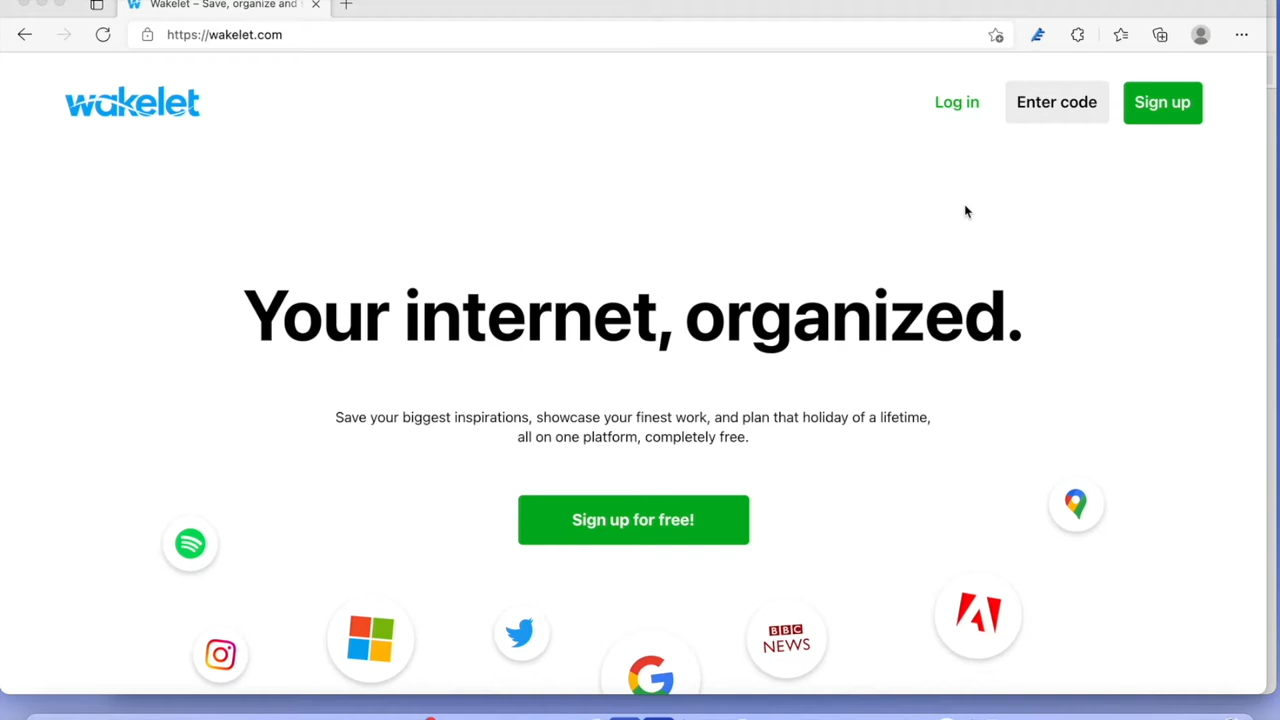 Wakelet – Save, organize and
https://wakelet.com
wakelet
Log in
Enter code
Sign up
Your internet, organized.
Save your biggest inspirations, showcase your finest work, and plan that holiday of a lifetime,
all on one platform, completely free.
Sign up for free!
BBC
NEWS